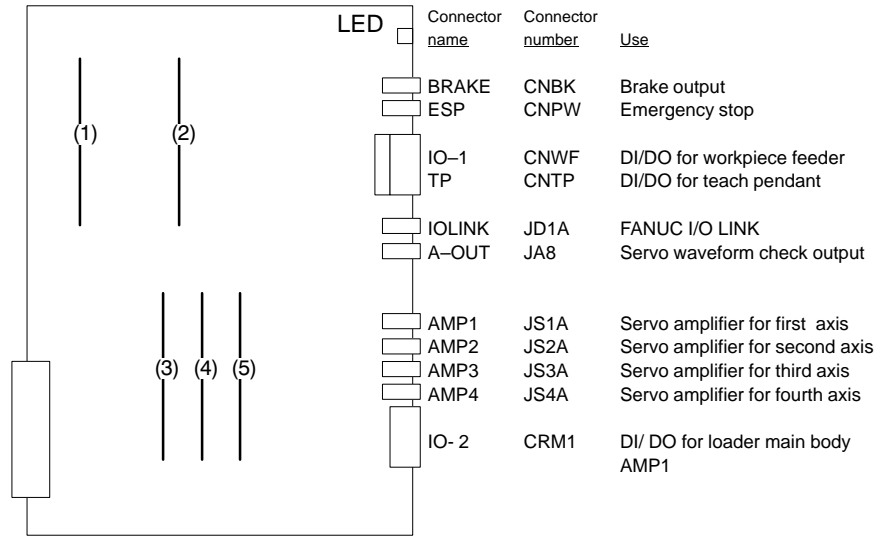 LED
Connector name Connector number Use
BRAKE CNBK Brake output
ESP CNPW Emergency stop
(1) (2)
IO–1 CNWF DI/DO for workpiece feeder
TP CNTP DI/DO for teach pendant
IOLINK JD1A FANUC I/O LINK
A–OUT JA8 Servo waveform check output
AMP1 JS1A Servo amplifier for first axis
AMP2 JS2A Servo amplifier for second axis
(3) (4) (5)
AMP3 JS3A Servo amplifier for third axis
AMP4 JS4A Servo amplifier for fourth axis
IO- 2 CRM1 DI/ DO for loader main body
AMP1